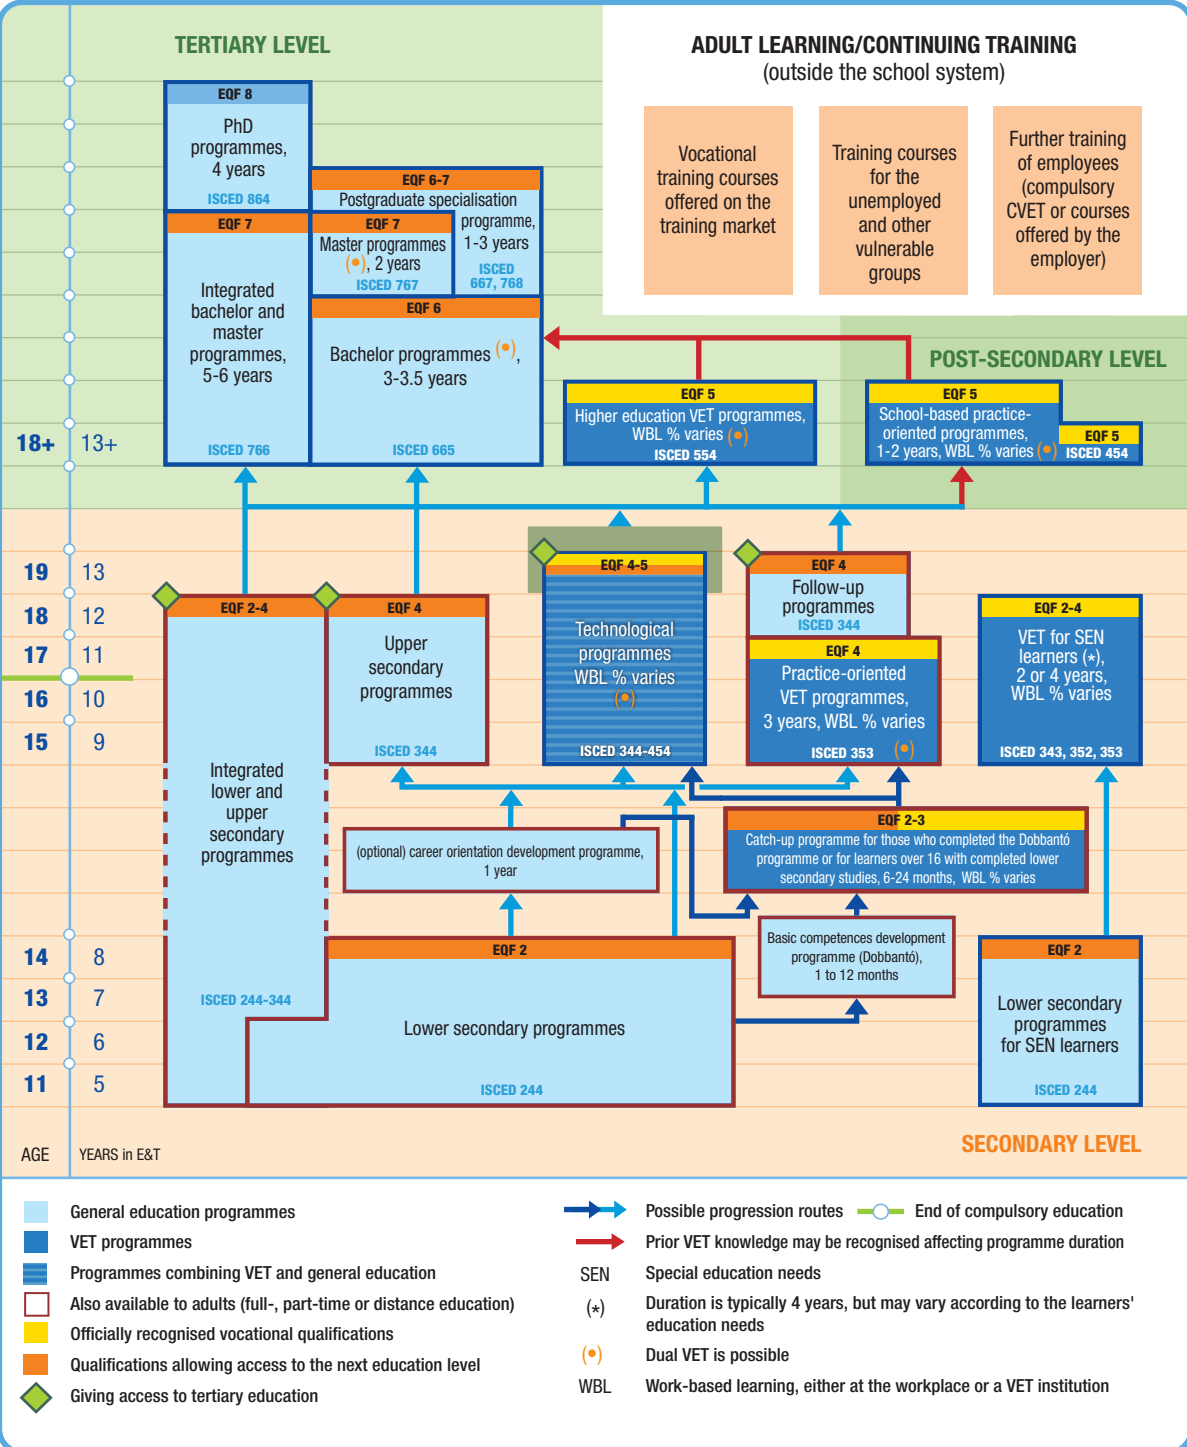 TERTIARY LEVEL
ADULT LEARNING/CONTINUING TRAINING
(outside the school system)
Vocational
training courses
offered on the
training market
Training courses
for the
unemployed
and other
vulnerable
groups
Further training
of employees
(compulsory
CVET or courses
offered by the
employer)
EQF 8
PhD
programmes,
4 years
ISCED 864
EQF 6-7
Postgraduate specialisation
programme,
1-3 years
ISCED
667, 768
EQF 7
Integrated
bachelor and
master
programmes,
5-6 years
ISCED 766
EQF 7
Master programmes
(•), 2 years
ISCED 767
EQF 6
Bachelor programmes (•),
3-3.5 years
ISCED 665
POST-SECONDARY LEVEL
EQF 5
Higher education VET programmes,
WBL % varies (•)
ISCED 554
EQF 5
School-based practice-
oriented programmes,
1-2 years, WBL % varies (•)
EQF 5
ISCED 454
18+ 13+
19 13
18 12
17 11
16 10
15 9
14 8
13 7
12 6
11 5
AGE YEARS in E&T
EQF 2-4
Integrated
lower and
upper
secondary
programmes
ISCED 244-344
EQF 4
Upper
secondary
programmes
ISCED 344
EQF 4-5
Technological
programmes
WBL % varies
(•)
ISCED 344-454
EQF 4
Follow-up
programmes
ISCED 344
EQF 4
Practice-oriented
VET programmes,
3 years, WBL % varies
ISCED 353 (•)
EQF 2-4
VET for SEN
learners (*),
2 or 4 years,
WBL % varies
ISCED 343, 352, 353
(optional) career orientation development programme,
1 year
EQF 2-3
Catch-up programme for those who completed the Dobbantó
programme or for learners over 16 with completed lower
secondary studies, 6-24 months, WBL % varies
Basic competences development
programme (Dobbantó),
1 to 12 months
EQF 2
Lower secondary programmes
ISCED 244
EQF 2
Lower secondary
programmes
for SEN learners
ISCED 244
SECONDARY LEVEL
General education programmes
VET programmes
Programmes combining VET and general education
Also available to adults (full-, part-time or distance education)
Officially recognised vocational qualifications
Qualifications allowing access to the next education level
Giving access to tertiary education
Possible progression routes
End of compulsory education
Prior VET knowledge may be recognised affecting programme duration
SEN Special education needs
(*) Duration is typically 4 years, but may vary according to the learners'
education needs
(•) Dual VET is possible
WBL Work-based learning, either at the workplace or a VET institution